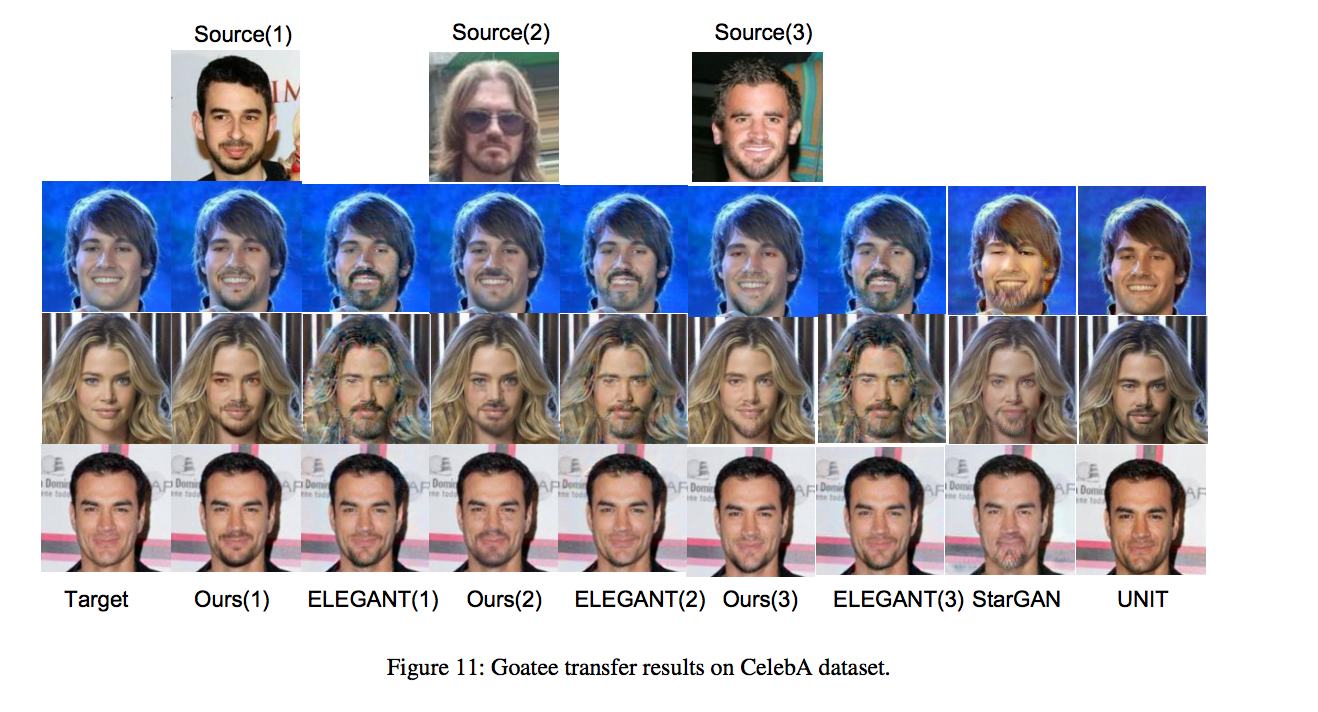 Source(1)
Source(2)
Source(3)
IM
Target
Ours(1)
ELEGANT(1)
Ours(2)
ELEGANT(2)
Ours(3)
ELEGANT(3)
StarGAN
UNIT
Figure 11: Goatee transfer results on CelebA dataset.